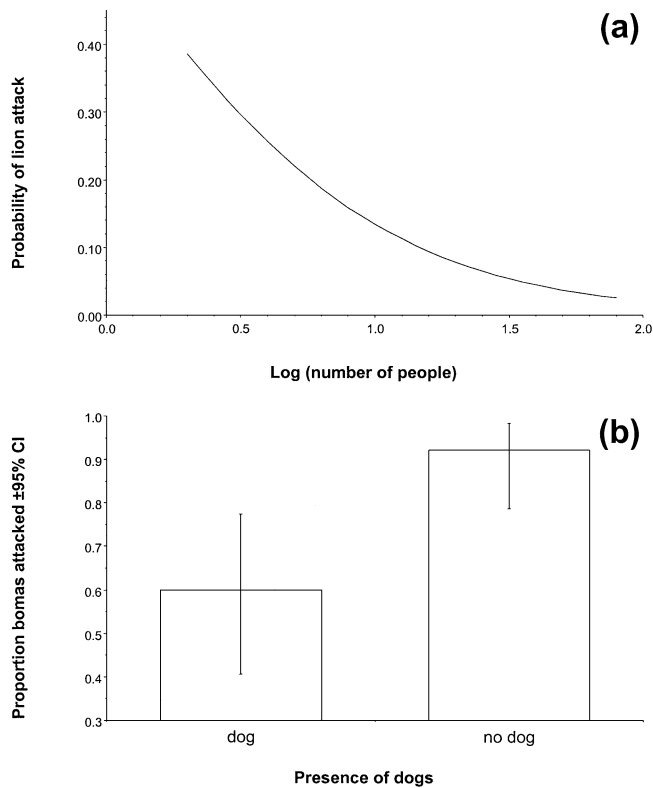 (a)
Probability of lion attack
0.40
0.30
0.20
0.10
0.00
0.0 0.5 1.0 1.5 2.0
Log (number of people)
(b)
Proportion bomas attacked ±95% CI
1.0
0.9
0.8
0.7
0.6
0.5
0.4
0.3
dog no dog
Presence of dogs